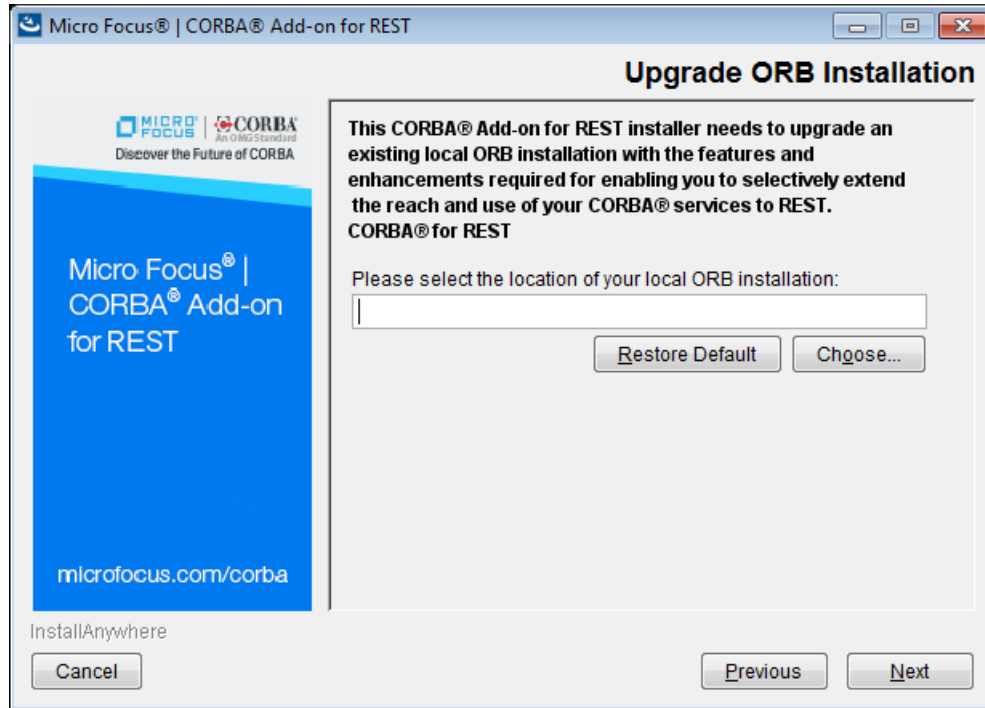 Micro Focus® | CORBA® Add-on for REST
Upgrade ORB Installation
MICRO FOCUS | CORBA
An OMG Standard
Discover the Future of CORBA
This CORBA® Add-on for REST installer needs to upgrade an
existing local ORB installation with the features and
enhancements required for enabling you to selectively extend
the reach and use of your CORBA® services to REST.
CORBA® for REST
Please select the location of your local ORB installation:
Restore Default
Choose...
Micro Focus® |
CORBA® Add-on
for REST
microfocus.com/corba
InstallAnywhere
Cancel
Previous
Next